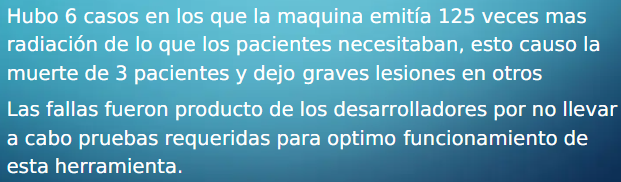 Hubo 6 casos en los que la maquina emitía 125 veces mas
radiación de lo que los pacientes necesitaban, esto causo la
muerte de 3 pacientes y dejo graves lesiones en otros
Las fallas fueron producto de los desarrolladores por no llevar
a cabo pruebas requeridas para optimo funcionamiento de
esta herramienta.